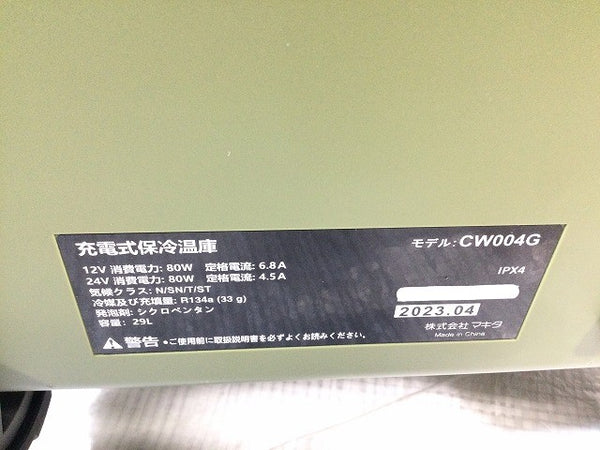 充電式保冷温庫
モデル: CW004G
12V 消費電力: 80W 定格電流: 6.8A
24V 消費電力: 80W 定格電流: 4.5A
気候クラス: N/SN/T/ST
冷媒及び充填量: R134a (33 g)
発泡剤: シクロペンタン
容量: 29L
IPX4
2023.04
株式会社 マキタ
Made in China
警告 •ご使用前に取扱説明書を必ずよくお読みください。